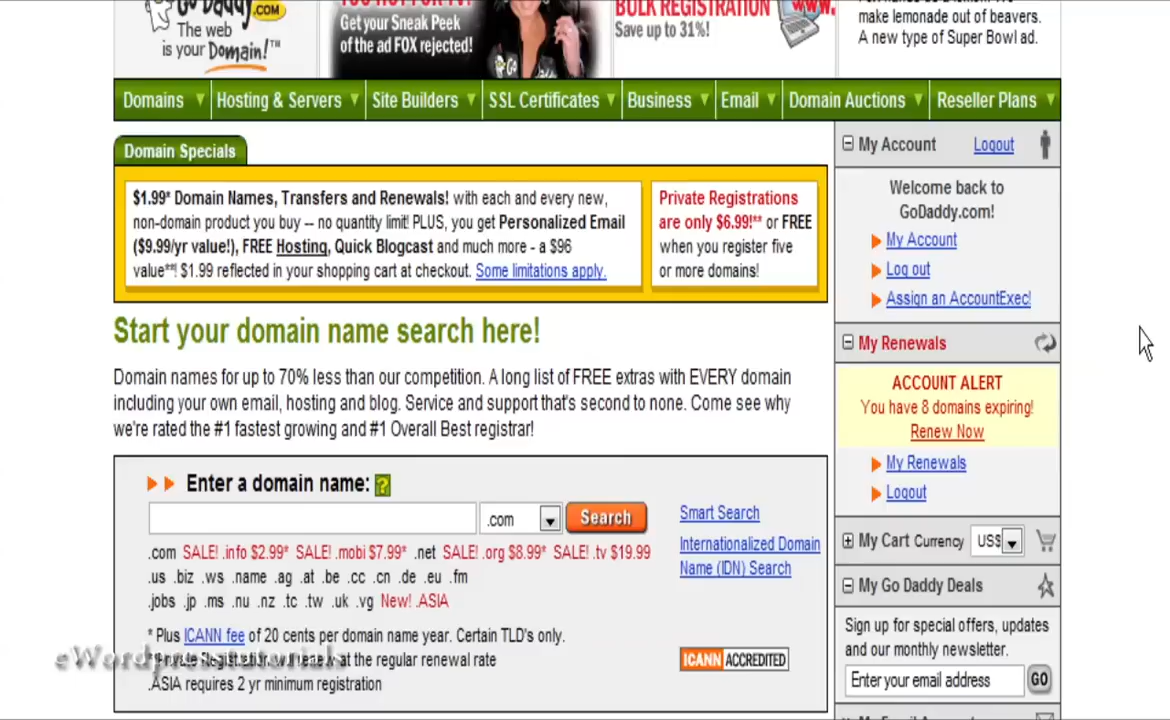 Go Daddy.COM
The web
is your Domain!™
Get your Sneak Peek
of the ad FOX rejected!
BULK REGISTRATION
Save up to 31%!
www.
make lemonade out of beavers.
A new type of Super Bowl ad.
Domains
Hosting & Servers
Site Builders
SSL Certificates
Business
Email
Domain Auctions
Reseller Plans
Domain Specials
$1.99* Domain Names, Transfers and Renewals! with each and every new,
non-domain product you buy -- no quantity limit! PLUS, you get Personalized Email
($9.99/yr value!), FREE Hosting, Quick Blogcast and much more - a $96
value**! $1.99 reflected in your shopping cart at checkout. Some limitations apply.
Private Registrations
are only $6.99!** or FREE
when you register five
or more domains!
Start your domain name search here!
Domain names for up to 70% less than our competition. A long list of FREE extras with EVERY domain
including your own email, hosting and blog. Service and support that's second to none. Come see why
we're rated the #1 fastest growing and #1 Overall Best registrar!
Enter a domain name: ?
.com
Search
Smart Search
Internationalized Domain
Name (IDN) Search
.com SALE! .info $2.99* SALE! .mobi $7.99* .net SALE! .org $8.99* SALE! .tv $19.99
.us .biz .ws .name .ag .at .be .cc .cn .de .eu .fm
.jobs .jp .ms .nu .nz .tc .tw .uk .vg New! .ASIA
* Plus ICANN fee of 20 cents per domain name year. Certain TLD's only.
**Private Registration will renew at the regular renewal rate
.ASIA requires 2 yr minimum registration
ICANN ACCREDITED
eWordpresstutorials
My Account
Logout
Welcome back to
GoDaddy.com!
My Account
Log out
Assign an AccountExec!
My Renewals
ACCOUNT ALERT
You have 8 domains expiring!
Renew Now
My Renewals
Logout
My Cart Currency US$
My Go Daddy Deals
Sign up for special offers, updates
and our monthly newsletter.
Enter your email address
GO